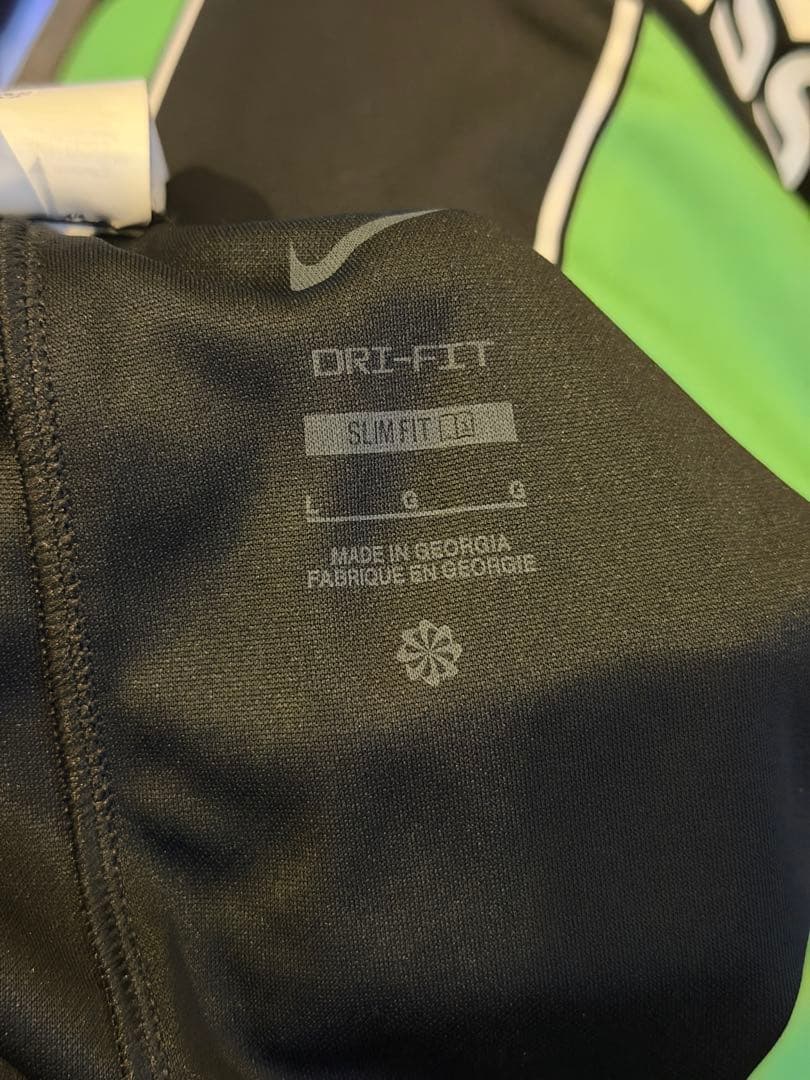 DRI-FIT
SLIM FIT
L G G
MADE IN GEORGIA
FABRIQUE EN GEORGIE